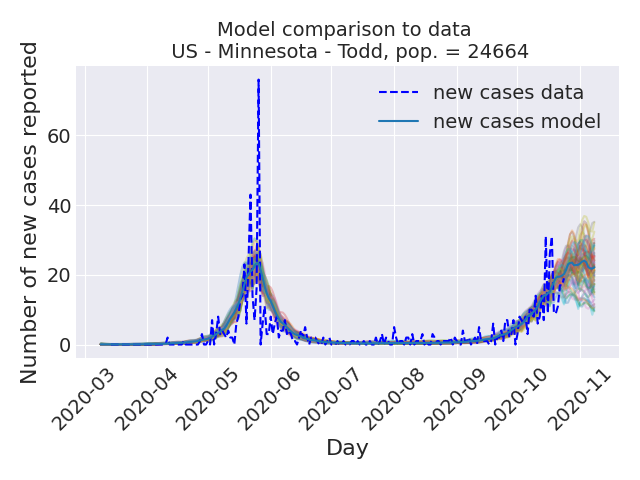 Model comparison to data
US - Minnesota - Todd, pop. = 24664
Number of new cases reported
60
40
20
0
new cases data
new cases model
2020-03
2020-04
2020-05
2020-06
2020-07
2020-08
2020-09
2020-10
2020-11
Day